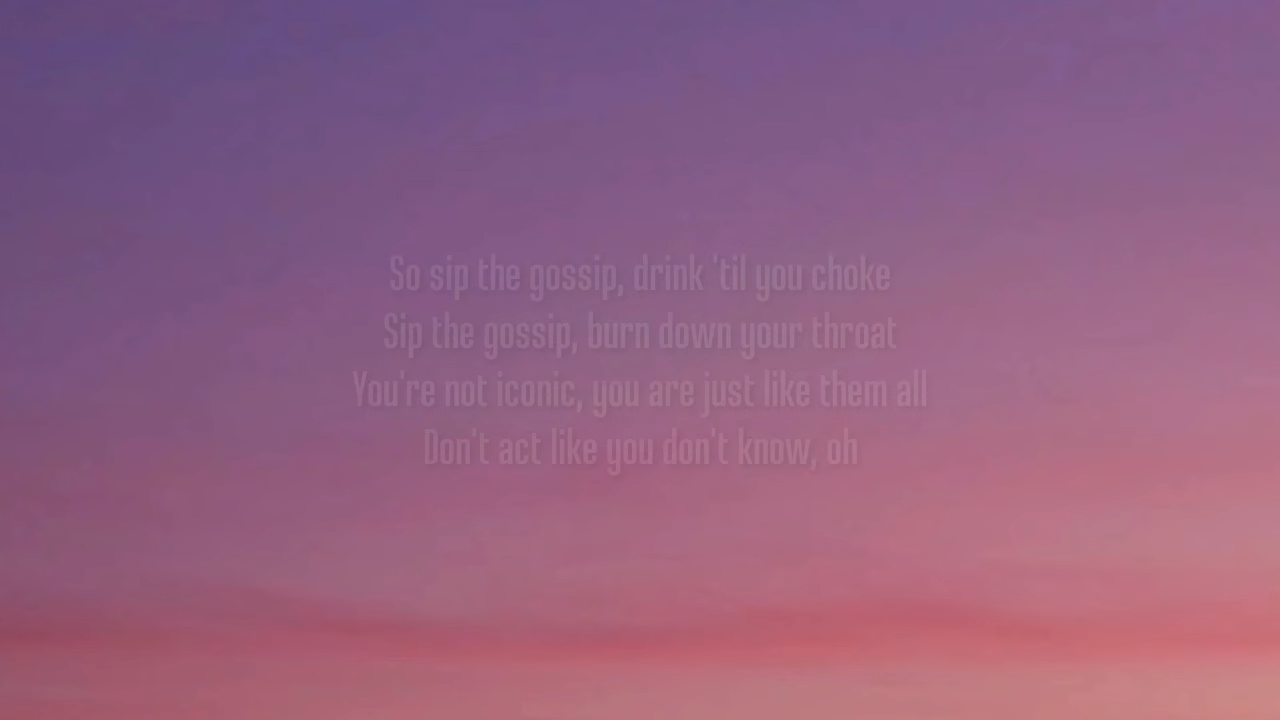 So sip the gossip, drink 'til you choke
Sip the gossip, burn down your throat
You're not iconic, you are just like them all
Don't act like you don't know, oh